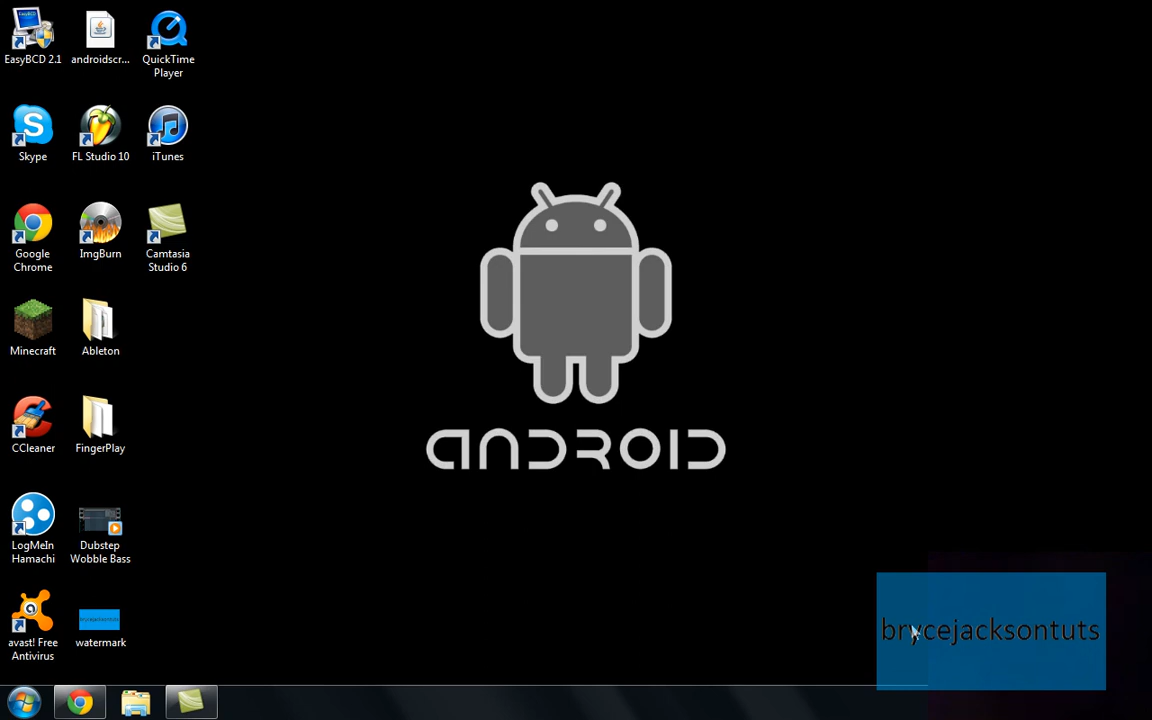 EasyBCD 2.1
androidscr...
QuickTime
Player
Skype
FL Studio 10
iTunes
Google
Chrome
ImgBurn
Camtasia
Studio 6
Minecraft
Ableton
CCleaner
FingerPlay
LogMeIn
Hamachi
Dubstep
Wobble Bass
avast! Free
Antivirus
watermark
ANDROID
brycejacksontuts
brycejacksontuts